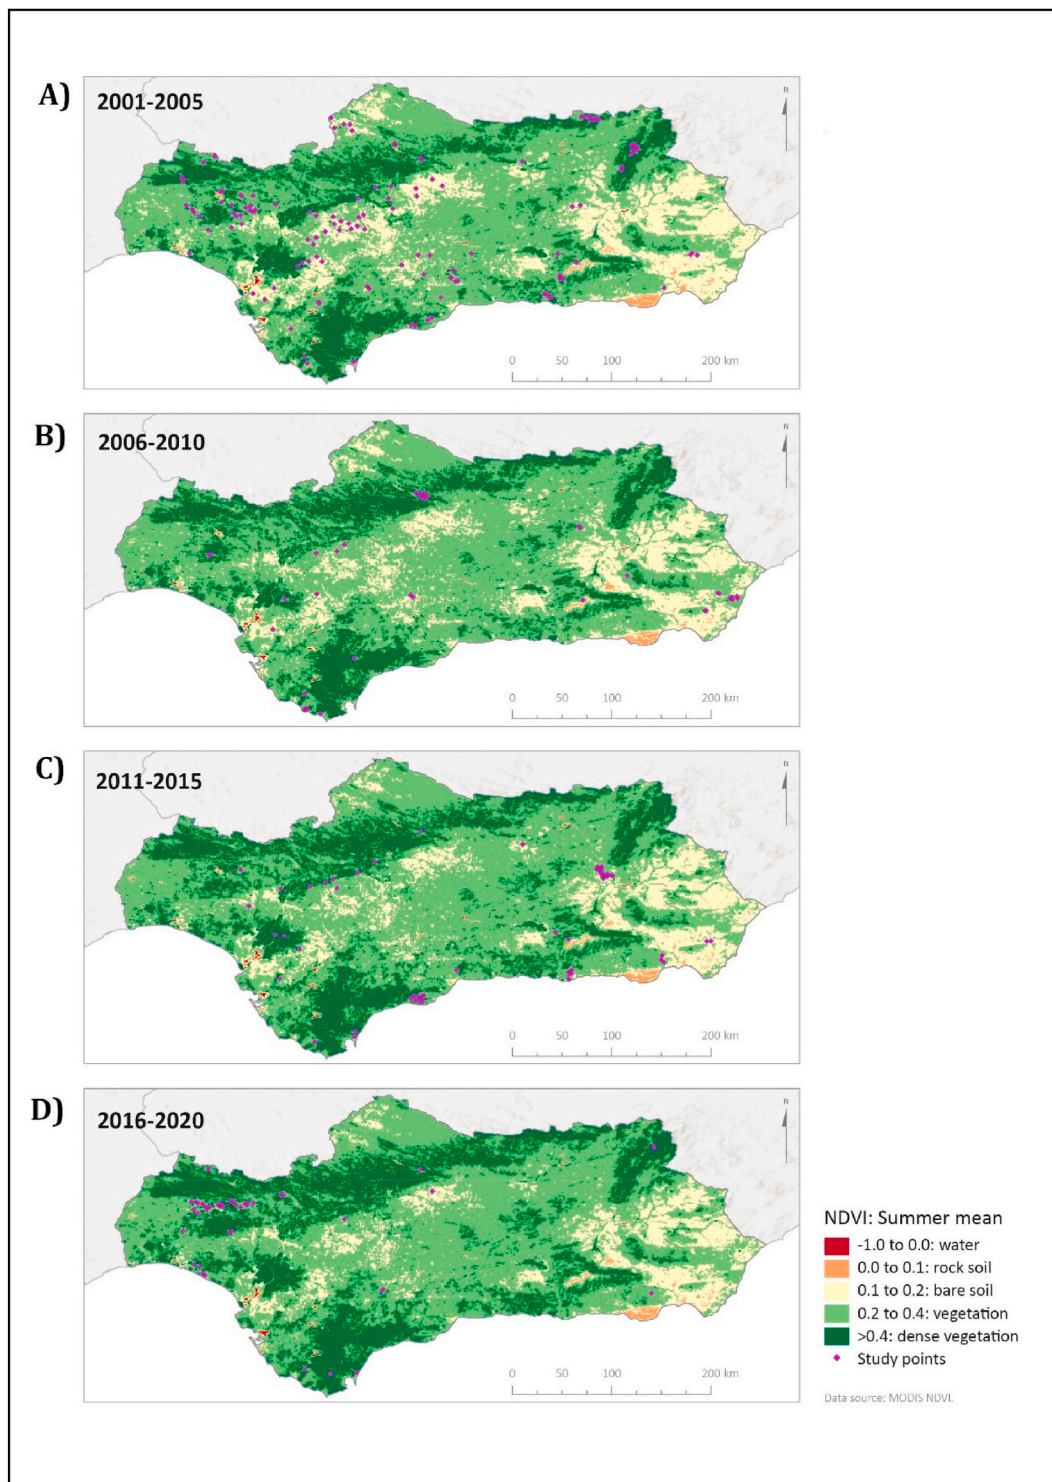 A)
2001-2005
N
0 50 100 200 km
B)
2006-2010
N
0 50 100 200 km
C)
2011-2015
N
0 50 100 200 km
D)
2016-2020
N
0 50 100 200 km
NDVI: Summer mean
-1.0 to 0.0: water
0.0 to 0.1: rock soil
0.1 to 0.2: bare soil
0.2 to 0.4: vegetation
>0.4: dense vegetation
Study points
Data source: MODIS NDVI.